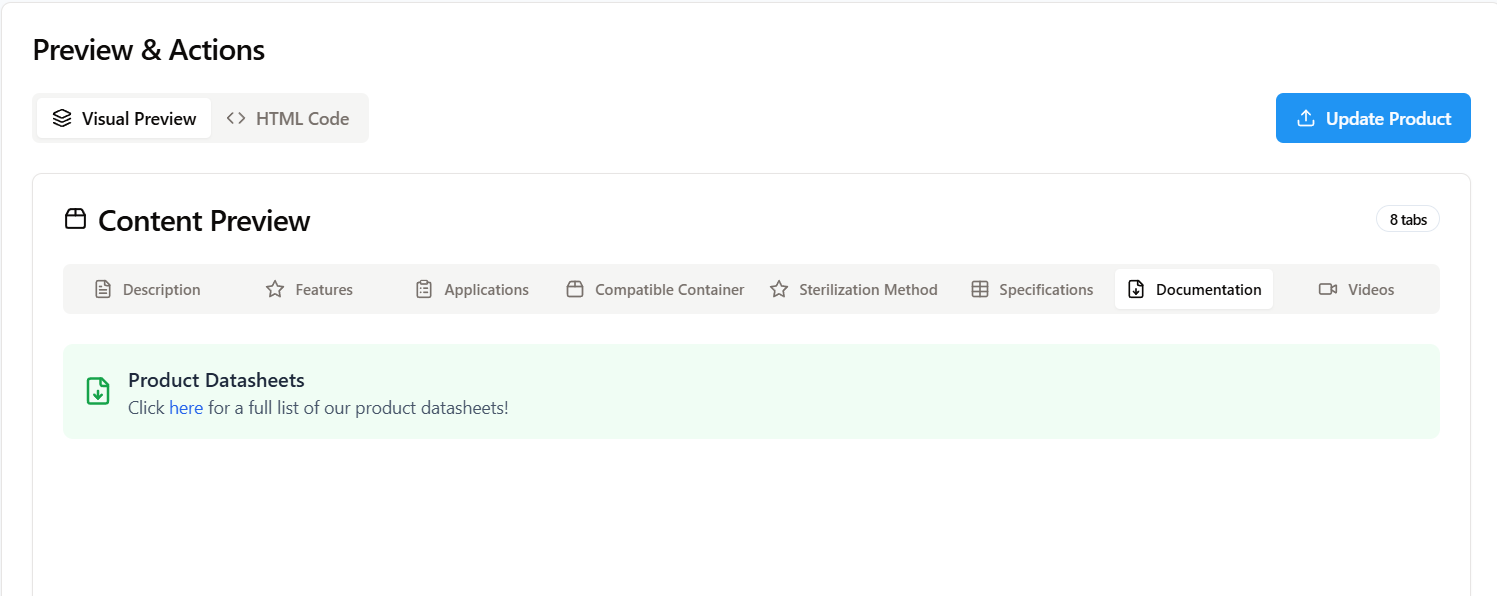 Preview & Actions
Visual Preview
HTML Code
Update Product
Content Preview
8 tabs
Description
Features
Applications
Compatible Container
Sterilization Method
Specifications
Documentation
Videos
Product Datasheets
Click here for a full list of our product datasheets!